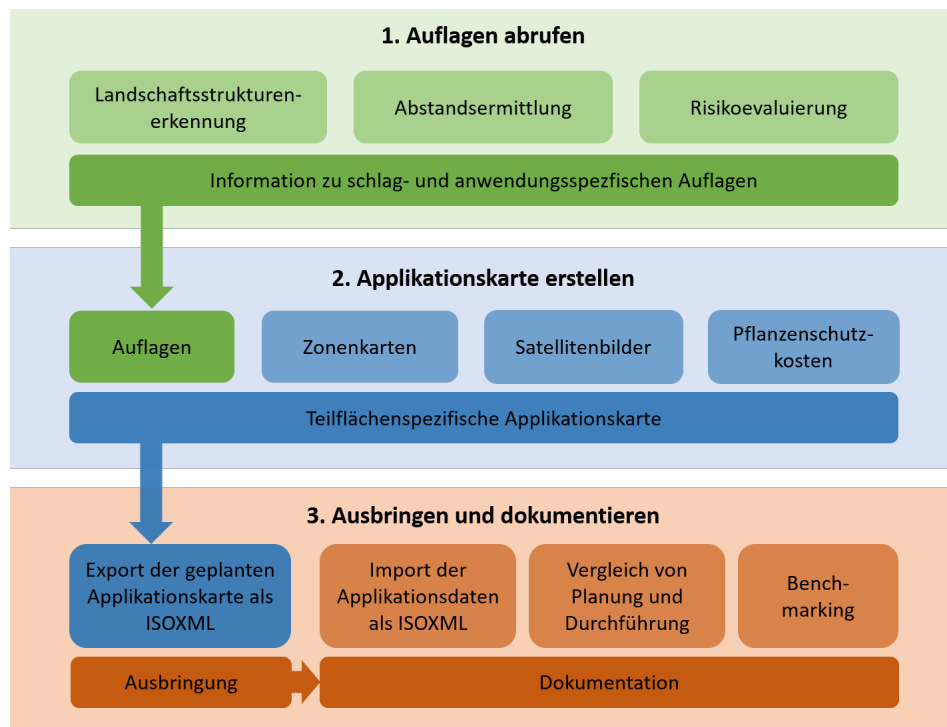 1. Auflagen abrufen
Landschaftsstrukturen-
erkennung
Abstandsermittlung
Risikoevaluierung
Information zu schlag- und anwendungsspezfischen Auflagen
2. Applikationskarte erstellen
Auflagen
Zonenkarten
Satellitenbilder
Pflanzenschutz-
kosten
Teilflächenspezifische Applikationskarte
3. Ausbringen und dokumentieren
Export der geplanten
Applikationskarte als
ISOXML
Import der
Applikationsdaten
als ISOXML
Vergleich von
Planung und
Durchführung
Bench-
marking
Ausbringung
Dokumentation